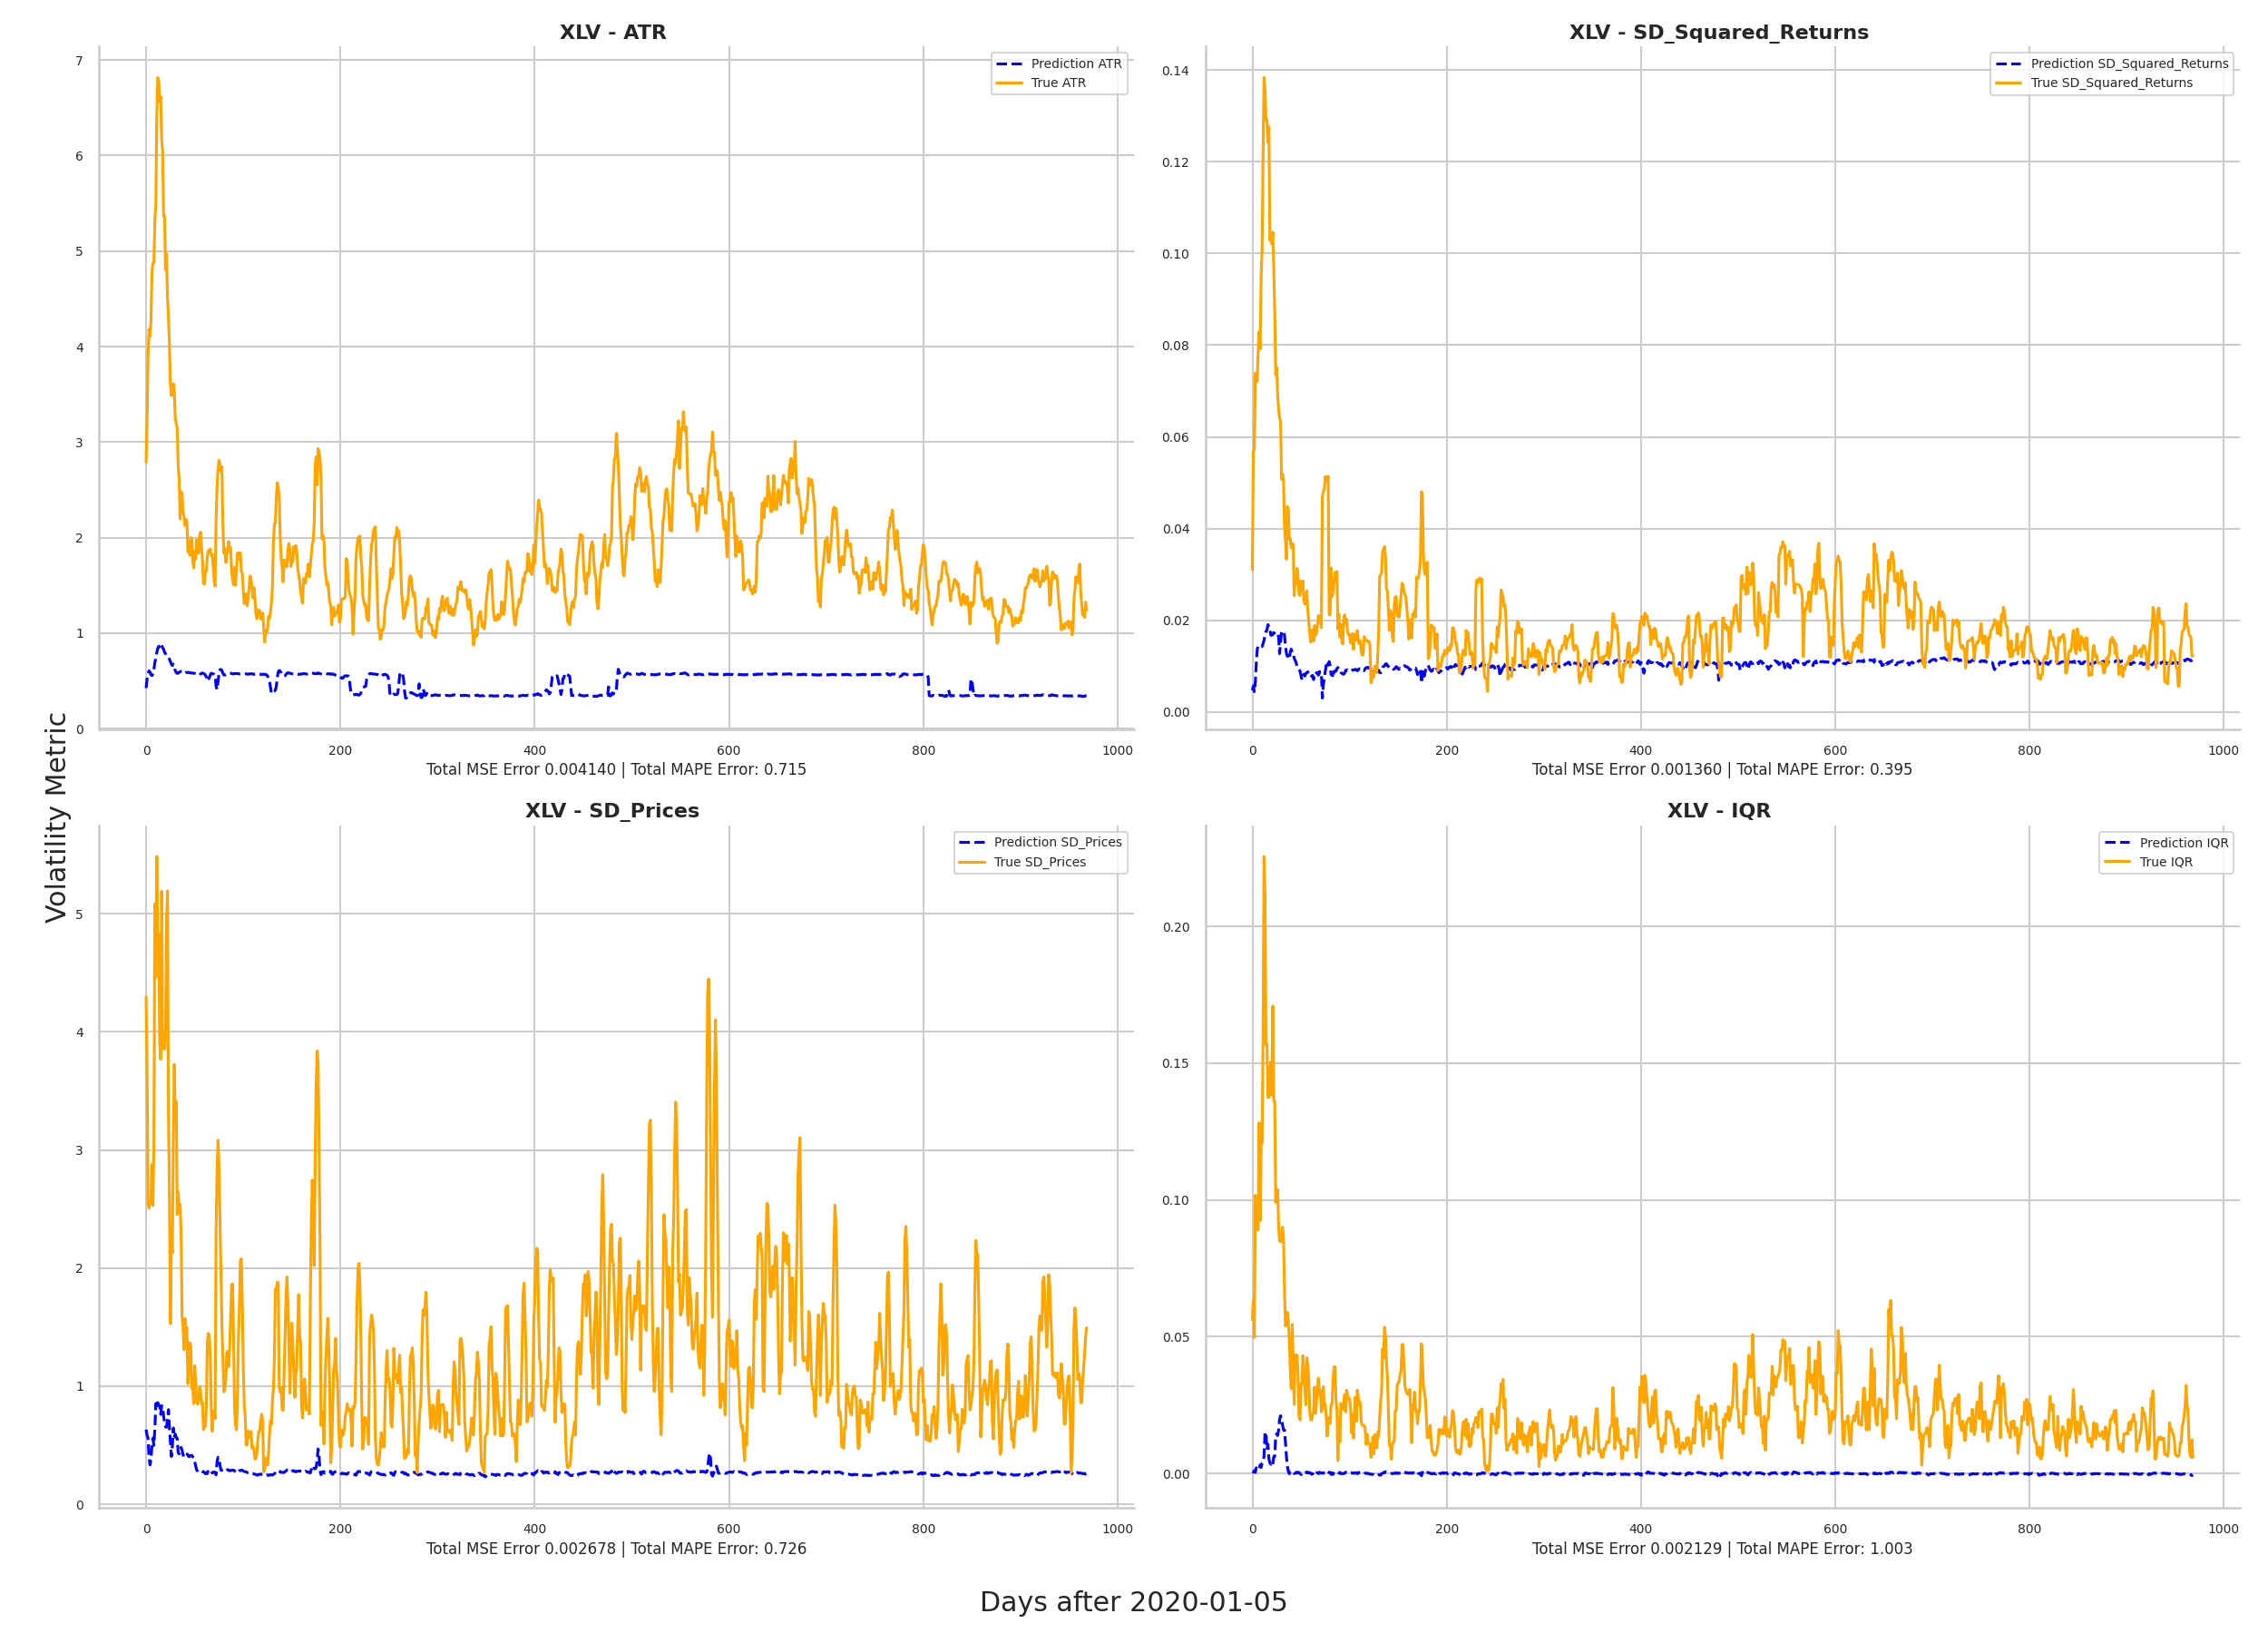 XLV - ATR
Prediction ATR
True ATR
7
6
5
4
3
2
1
0
0 200 400 600 800 1000
Total MSE Error 0.004140 | Total MAPE Error: 0.715
XLV - SD_Squared_Returns
Prediction SD_Squared_Returns
True SD_Squared_Returns
0.14
0.12
0.10
0.08
0.06
0.04
0.02
0.00
0 200 400 600 800 1000
Total MSE Error 0.001360 | Total MAPE Error: 0.395
Volatility Metric
XLV - SD_Prices
Prediction SD_Prices
True SD_Prices
5
4
3
2
1
0
0 200 400 600 800 1000
Total MSE Error 0.002678 | Total MAPE Error: 0.726
XLV - IQR
Prediction IQR
True IQR
0.20
0.15
0.10
0.05
0.00
0 200 400 600 800 1000
Total MSE Error 0.002129 | Total MAPE Error: 1.003
Days after 2020-01-05